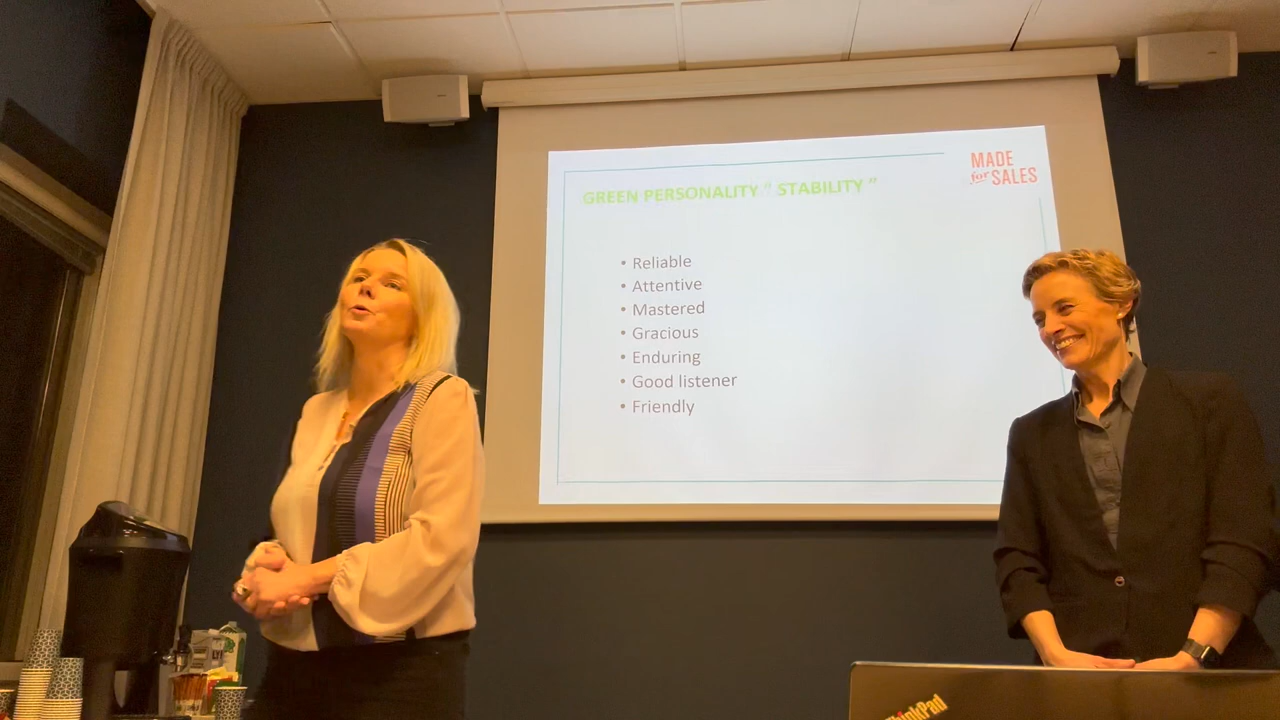 MADE
for SALES
GREEN PERSONALITY " STABILITY "
• Reliable
• Attentive
• Mastered
• Gracious
• Enduring
• Good listener
• Friendly
ThinkPad